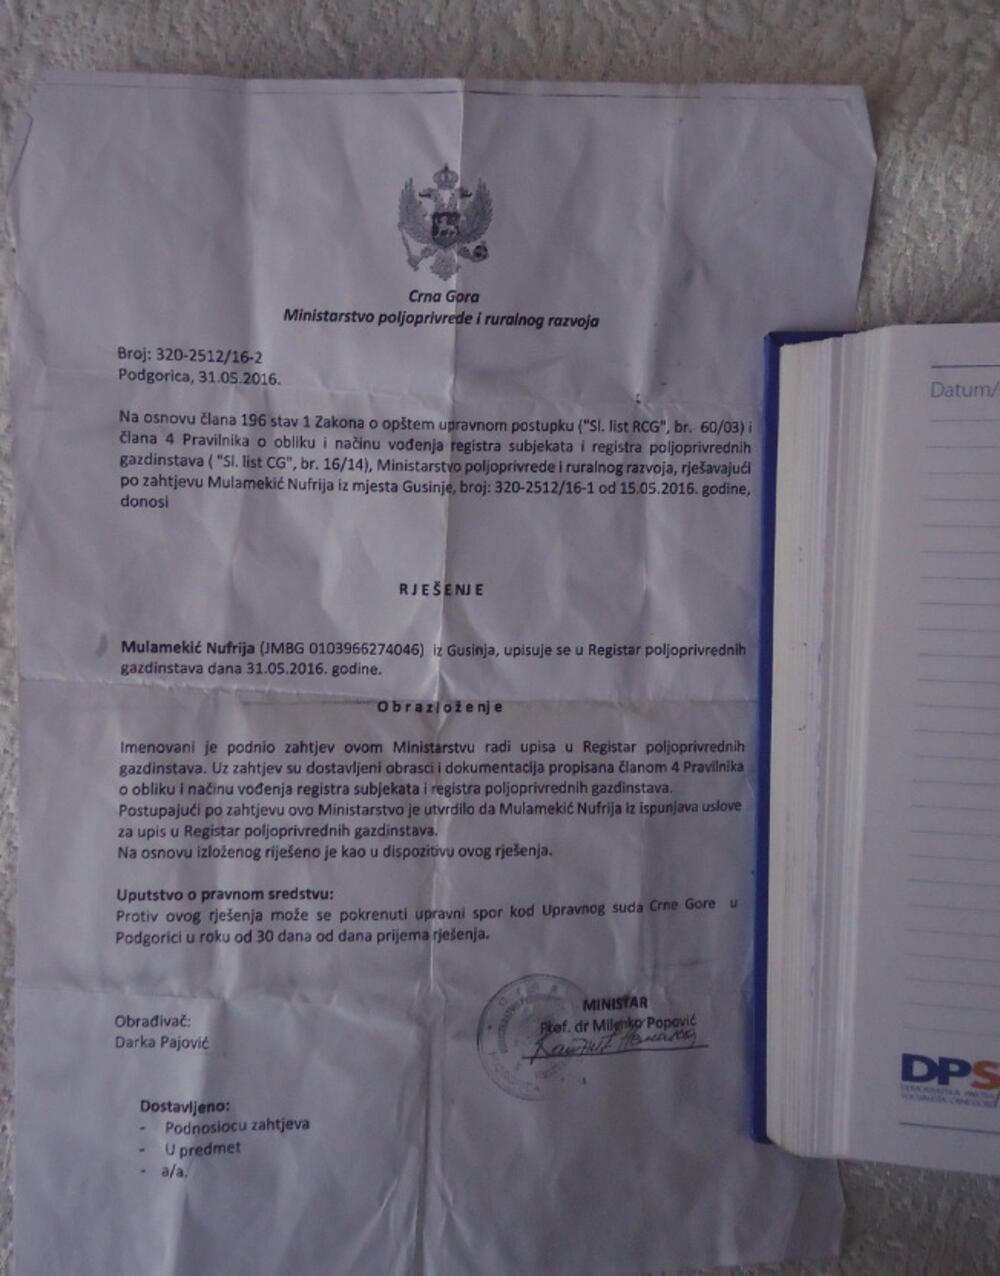 Crna Gora
Ministarstvo poljoprivrede i ruralnog razvoja
Broj: 320-2512/16-2
Podgorica, 31.05.2016.
Na osnovu člana 196 stav 1 Zakona o opštem upravnom postupku ("Sl. list RCG", br. 60/03) i
člana 4 Pravilnika o obliku i načinu vođenja registra subjekata i registra poljoprivrednih
gazdinstava ( "Sl. list CG", br. 16/14), Ministarstvo poljoprivrede i ruralnog razvoja, rješavajući
po zahtjevu Mulamekić Nufrija iz mjesta Gusinje, broj: 320-2512/16-1 od 15.05.2016. godine,
donosi
RJEŠENJE
Mulamekić Nufrija (JMBG 0103966274046) iz Gusinja, upisuje se u Registar poljoprivrednih
gazdinstava dana 31.05.2016. godine.
Obrazloženje
Imenovani je podnio zahtjev ovom Ministarstvu radi upisa u Registar poljoprivrednih
gazdinstava. Uz zahtjev su dostavljeni obrasci i dokumentacija propisana članom 4 Pravilnika
o obliku i načinu vođenja registra subjekata i registra poljoprivrednih gazdinstava.
Postupajući po zahtjevu ovo Ministarstvo je utvrdilo da Mulamekić Nufrija iz ispunjava uslove
za upis u Registar poljoprivrednih gazdinstava.
Na osnovu izloženog riješeno je kao u dispozitivu ovog rješenja.
Uputstvo o pravnom sredstvu:
Protiv ovog rješenja može se pokrenuti upravni spor kod Upravnog suda Crne Gore u
Podgorici u roku od 30 dana od dana prijema rješenja.
MINISTAR
Prof. dr Milenko Popović
Obrađivač:
Darka Pajović
Dostavljeno:
- Podnosiocu zahtjeva
- U predmet
- a/a.
Datum/
DPS